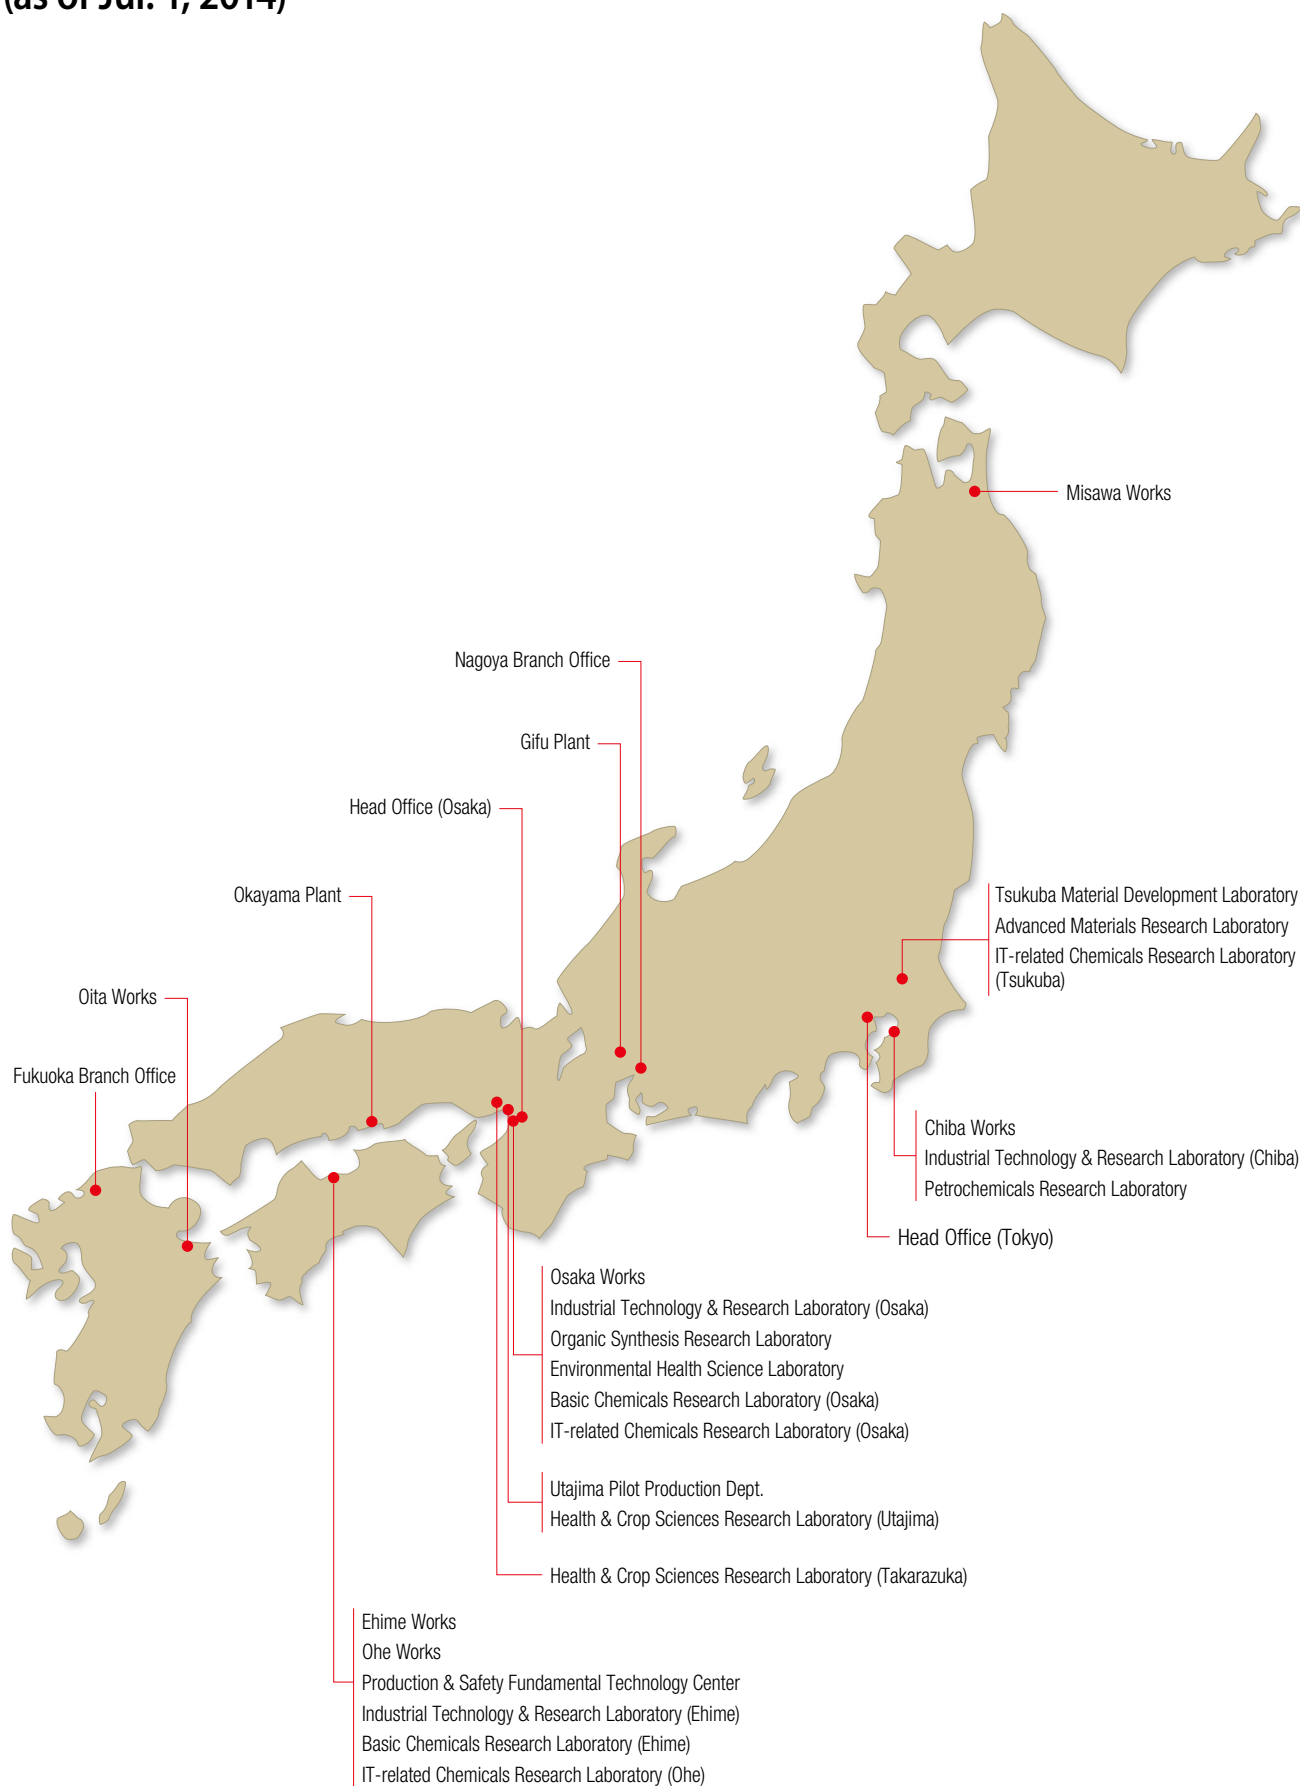 (as of Jul. 1, 2014)
Misawa Works
Nagoya Branch Office
Gifu Plant
Head Office (Osaka)
Okayama Plant
Oita Works
Fukuoka Branch Office
Tsukuba Material Development Laboratory
Advanced Materials Research Laboratory
IT-related Chemicals Research Laboratory
(Tsukuba)
Chiba Works
Industrial Technology & Research Laboratory (Chiba)
Petrochemicals Research Laboratory
Head Office (Tokyo)
Osaka Works
Industrial Technology & Research Laboratory (Osaka)
Organic Synthesis Research Laboratory
Environmental Health Science Laboratory
Basic Chemicals Research Laboratory (Osaka)
IT-related Chemicals Research Laboratory (Osaka)
Utajima Pilot Production Dept.
Health & Crop Sciences Research Laboratory (Utajima)
Health & Crop Sciences Research Laboratory (Takarazuka)
Ehime Works
Ohe Works
Production & Safety Fundamental Technology Center
Industrial Technology & Research Laboratory (Ehime)
Basic Chemicals Research Laboratory (Ehime)
IT-related Chemicals Research Laboratory (Ohe)